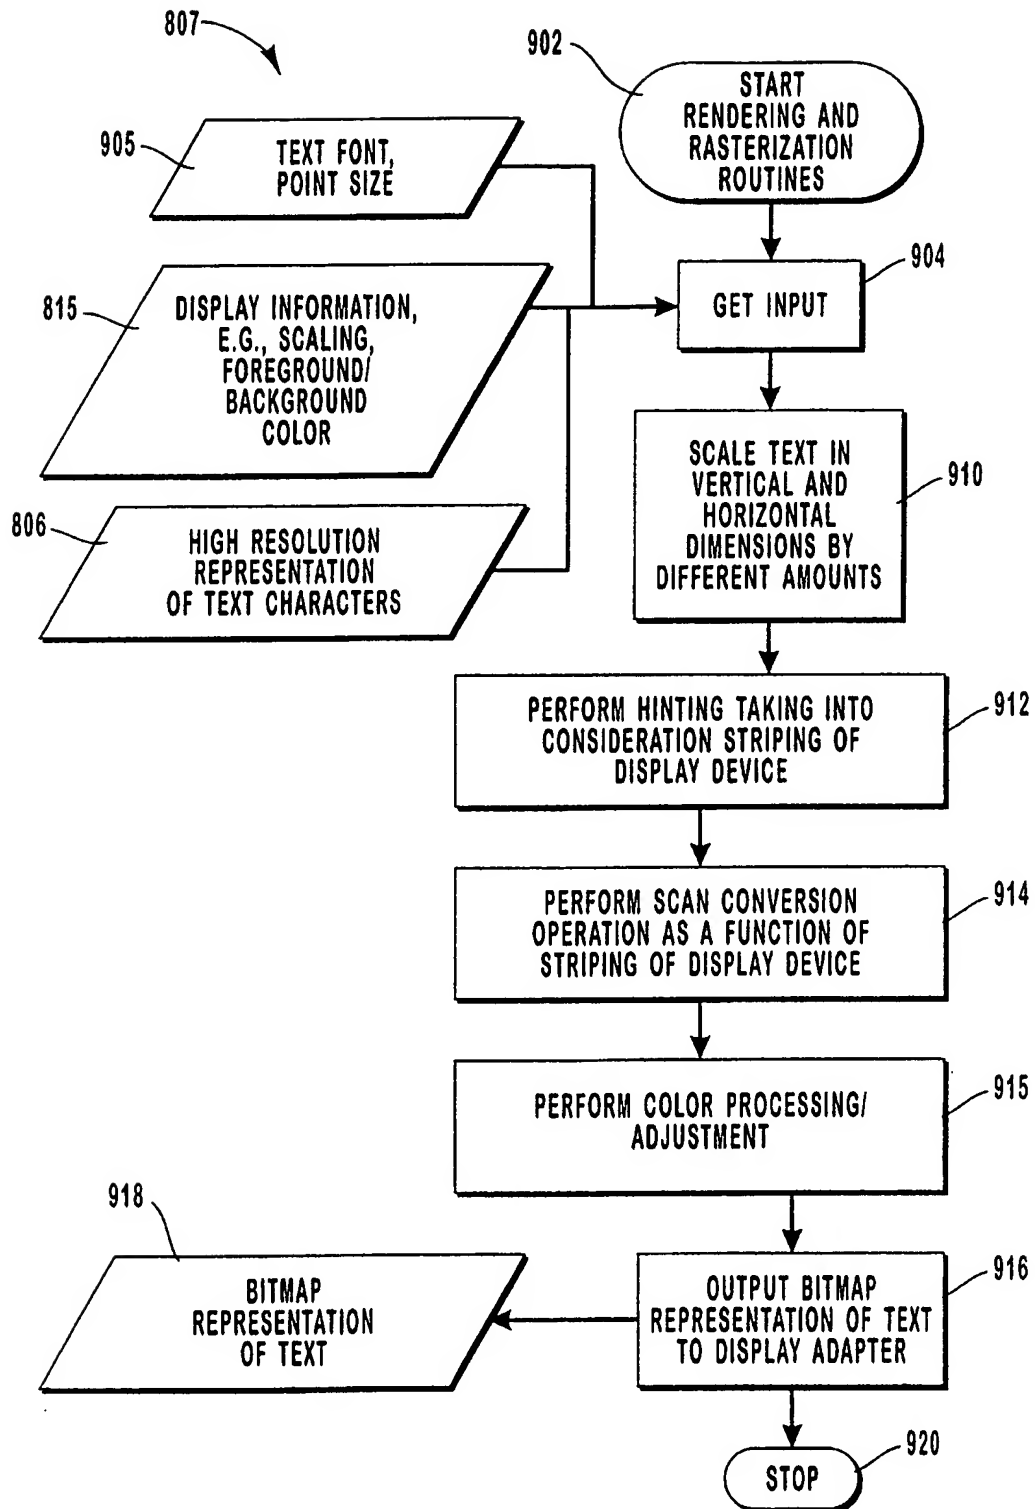 807
902
START
RENDERING AND
RASTERIZATION
ROUTINES
905
TEXT FONT,
POINT SIZE
904
GET INPUT
815
DISPLAY INFORMATION,
E.G., SCALING,
FOREGROUND/
BACKGROUND
COLOR
910
SCALE TEXT IN
VERTICAL AND
HORIZONTAL
DIMENSIONS BY
DIFFERENT AMOUNTS
806
HIGH RESOLUTION
REPRESENTATION
OF TEXT CHARACTERS
912
PERFORM HINTING TAKING INTO
CONSIDERATION STRIPING OF
DISPLAY DEVICE
914
PERFORM SCAN CONVERSION
OPERATION AS A FUNCTION OF
STRIPING OF DISPLAY DEVICE
915
PERFORM COLOR PROCESSING/
ADJUSTMENT
918
BITMAP
REPRESENTATION
OF TEXT
916
OUTPUT BITMAP
REPRESENTATION OF TEXT
TO DISPLAY ADAPTER
920
STOP